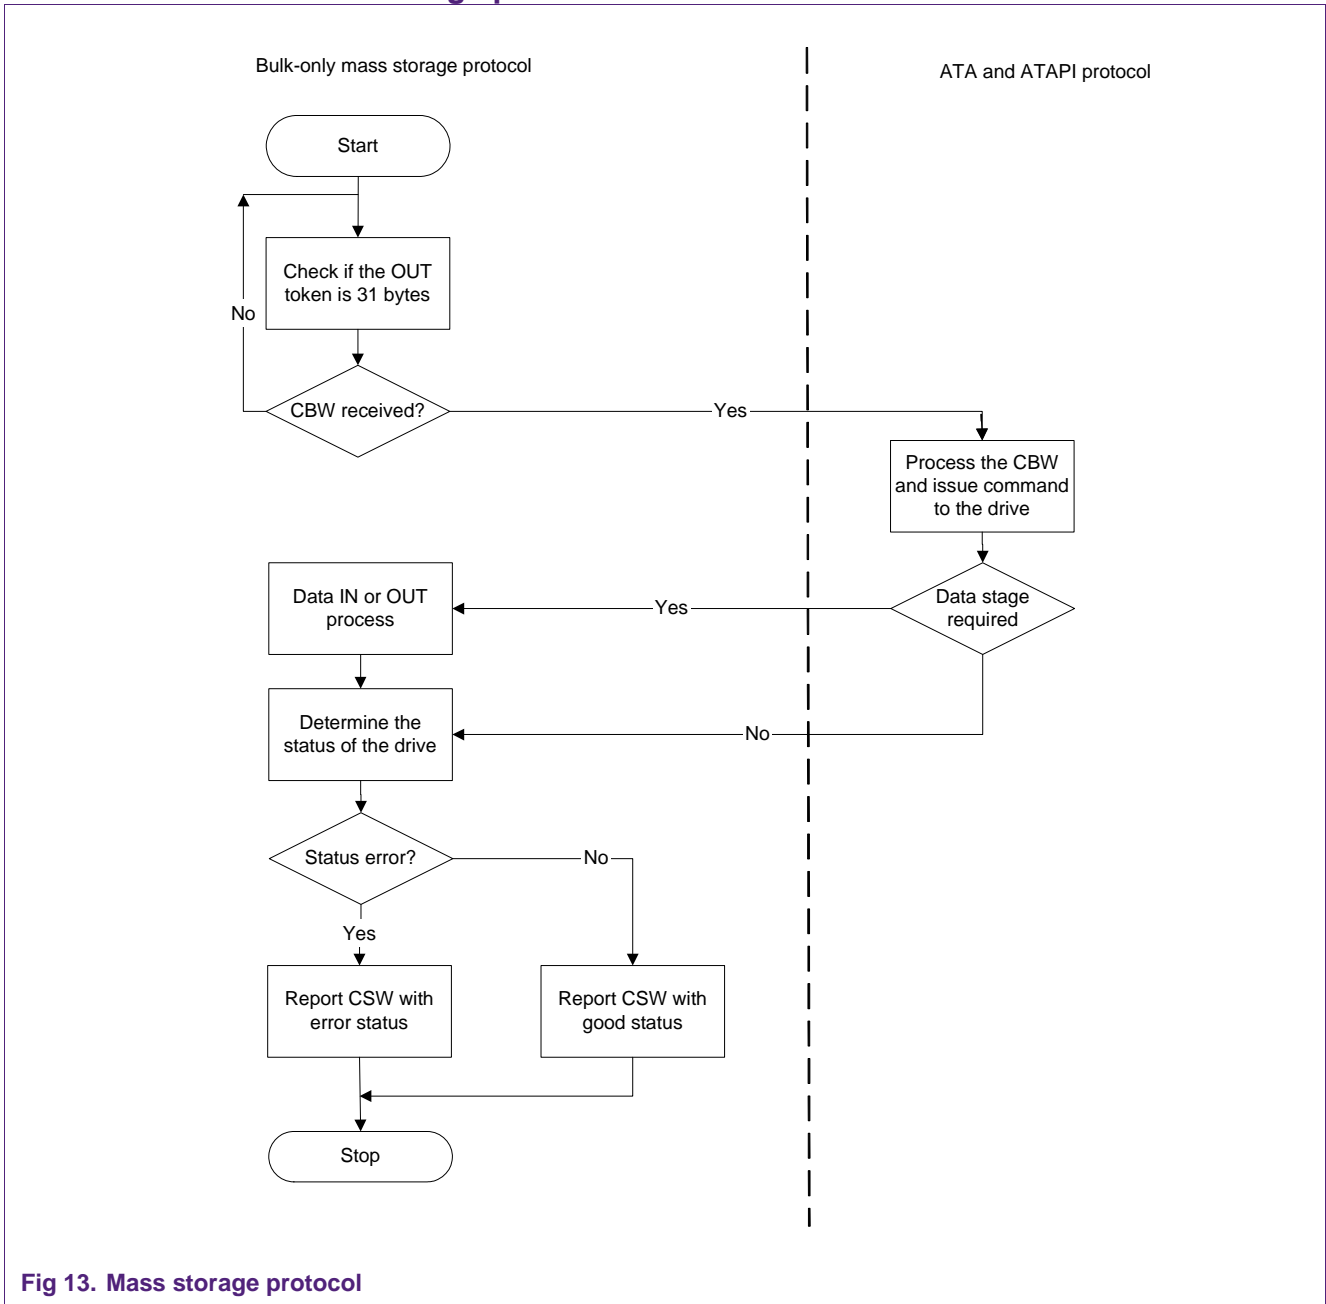 Bulk-only mass storage protocol
ATA and ATAPI protocol
Start
Check if the OUT
token is 31 bytes
No
CBW received?
Yes
Process the CBW
and issue command
to the drive
Data IN or OUT
process
Yes
Data stage
required
Determine the
status of the drive
No
Status error?
No
Yes
Report CSW with
error status
Report CSW with
good status
Stop
Fig 13. Mass storage protocol